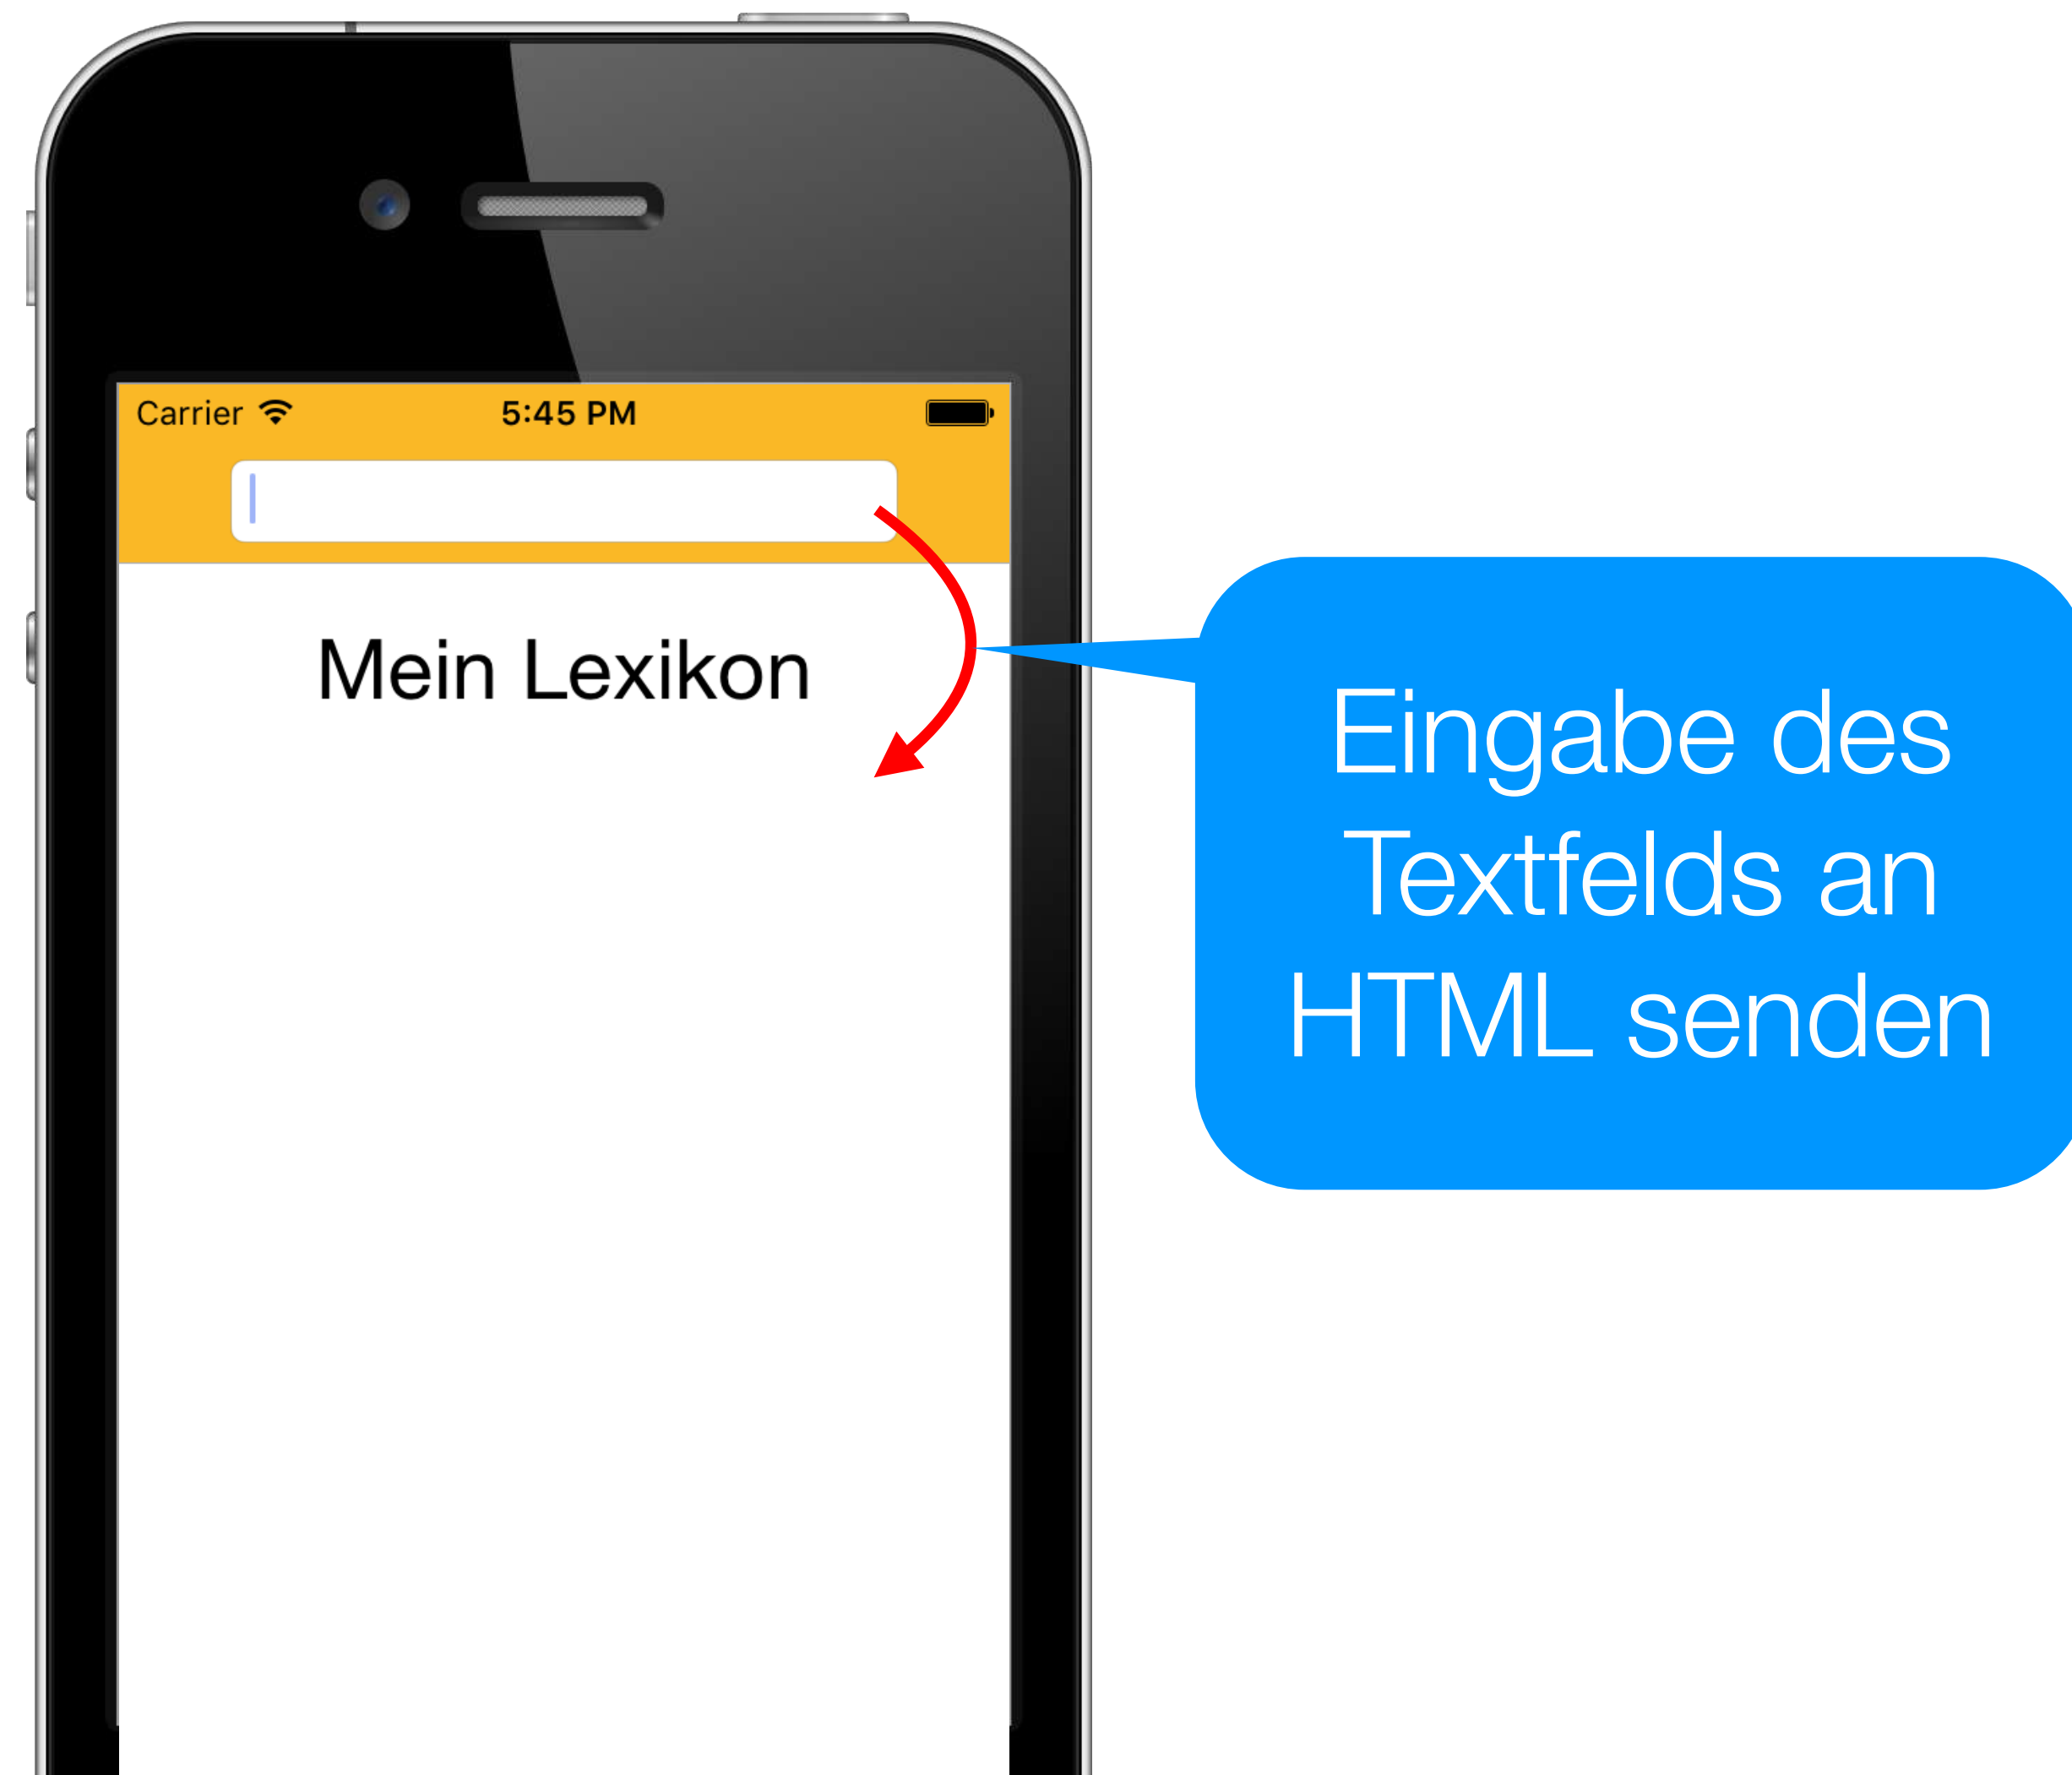 Carrier 5:45 PM
Mein Lexikon
Eingabe des
Textfelds an
HTML senden